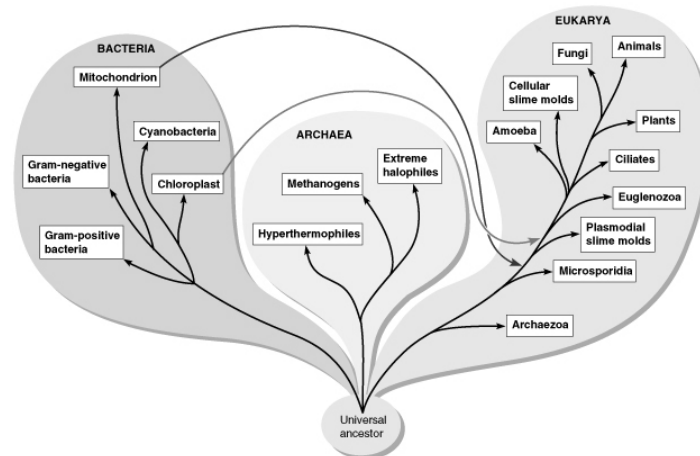 BACTERIA
Mitochondrion
Cyanobacteria
Gram-negative
bacteria
Chloroplast
Gram-positive
bacteria
ARCHAEA
Extreme
halophiles
Methanogens
Hyperthermophiles
EUKARYA
Animals
Fungi
Cellular
slime molds
Plants
Amoeba
Ciliates
Euglenozoa
Plasmodial
slime molds
Microsporidia
Archaezoa
Universal
ancestor